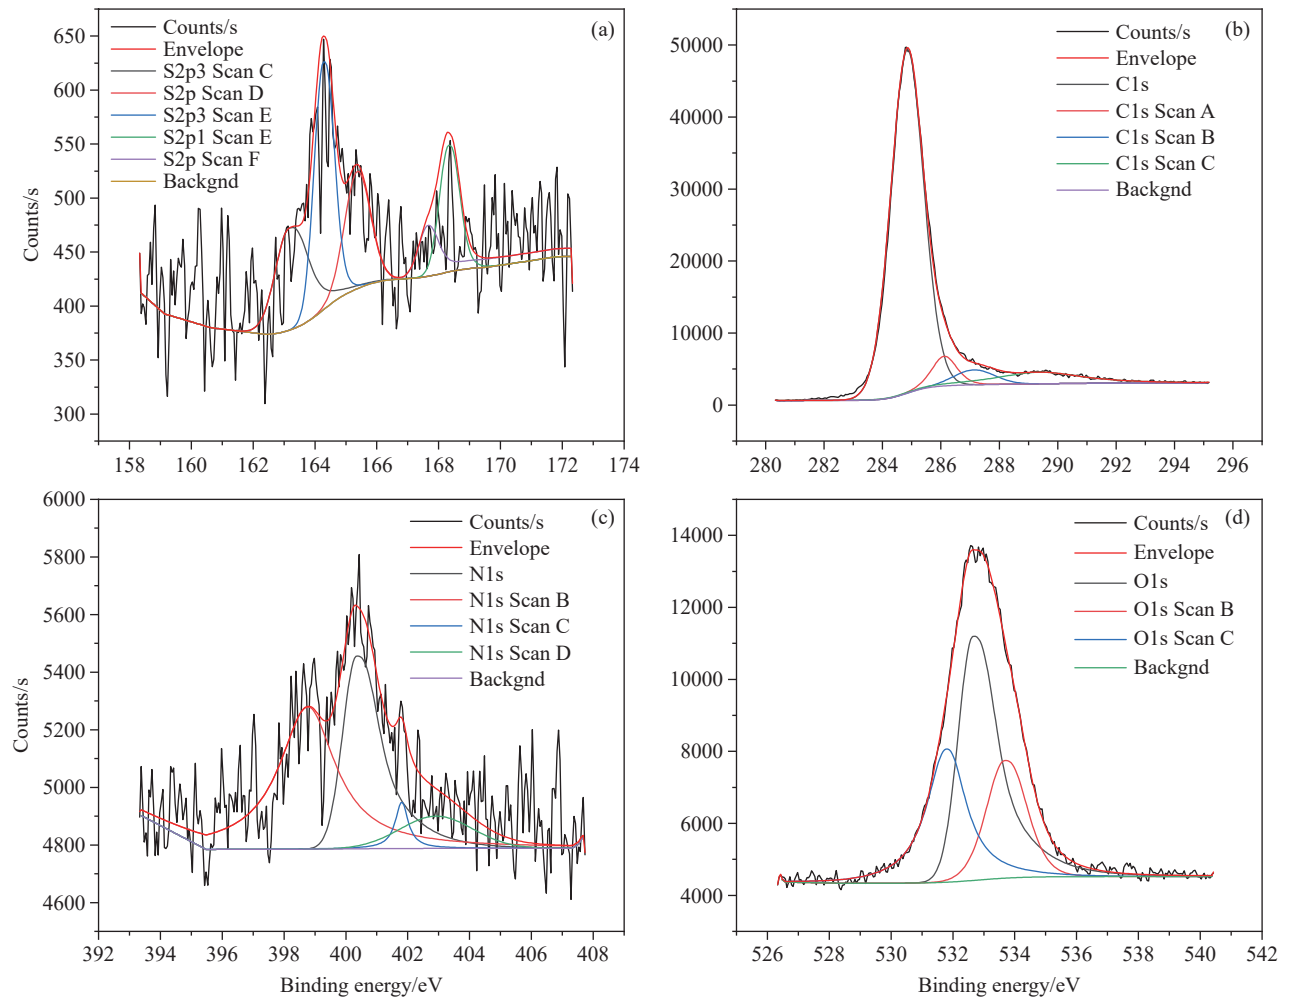 (a)
Counts/s
Envelope
S2p3 Scan C
S2p Scan D
S2p3 Scan E
S2p1 Scan E
S2p Scan F
Backgnd
650
600
550
500
450
400
350
300
Counts/s
158 160 162 164 166 168 170 172 174
(b)
Counts/s
Envelope
C1s
C1s Scan A
C1s Scan B
C1s Scan C
Backgnd
50000
40000
30000
20000
10000
0
280 282 284 286 288 290 292 294 296
(c)
Counts/s
Envelope
N1s
N1s Scan B
N1s Scan C
N1s Scan D
Backgnd
6000
5800
5600
5400
5200
5000
4800
4600
Counts/s
392 394 396 398 400 402 404 406 408
Binding energy/eV
(d)
Counts/s
Envelope
O1s
O1s Scan B
O1s Scan C
Backgnd
14000
12000
10000
8000
6000
4000
526 528 530 532 534 536 538 540 542
Binding energy/eV